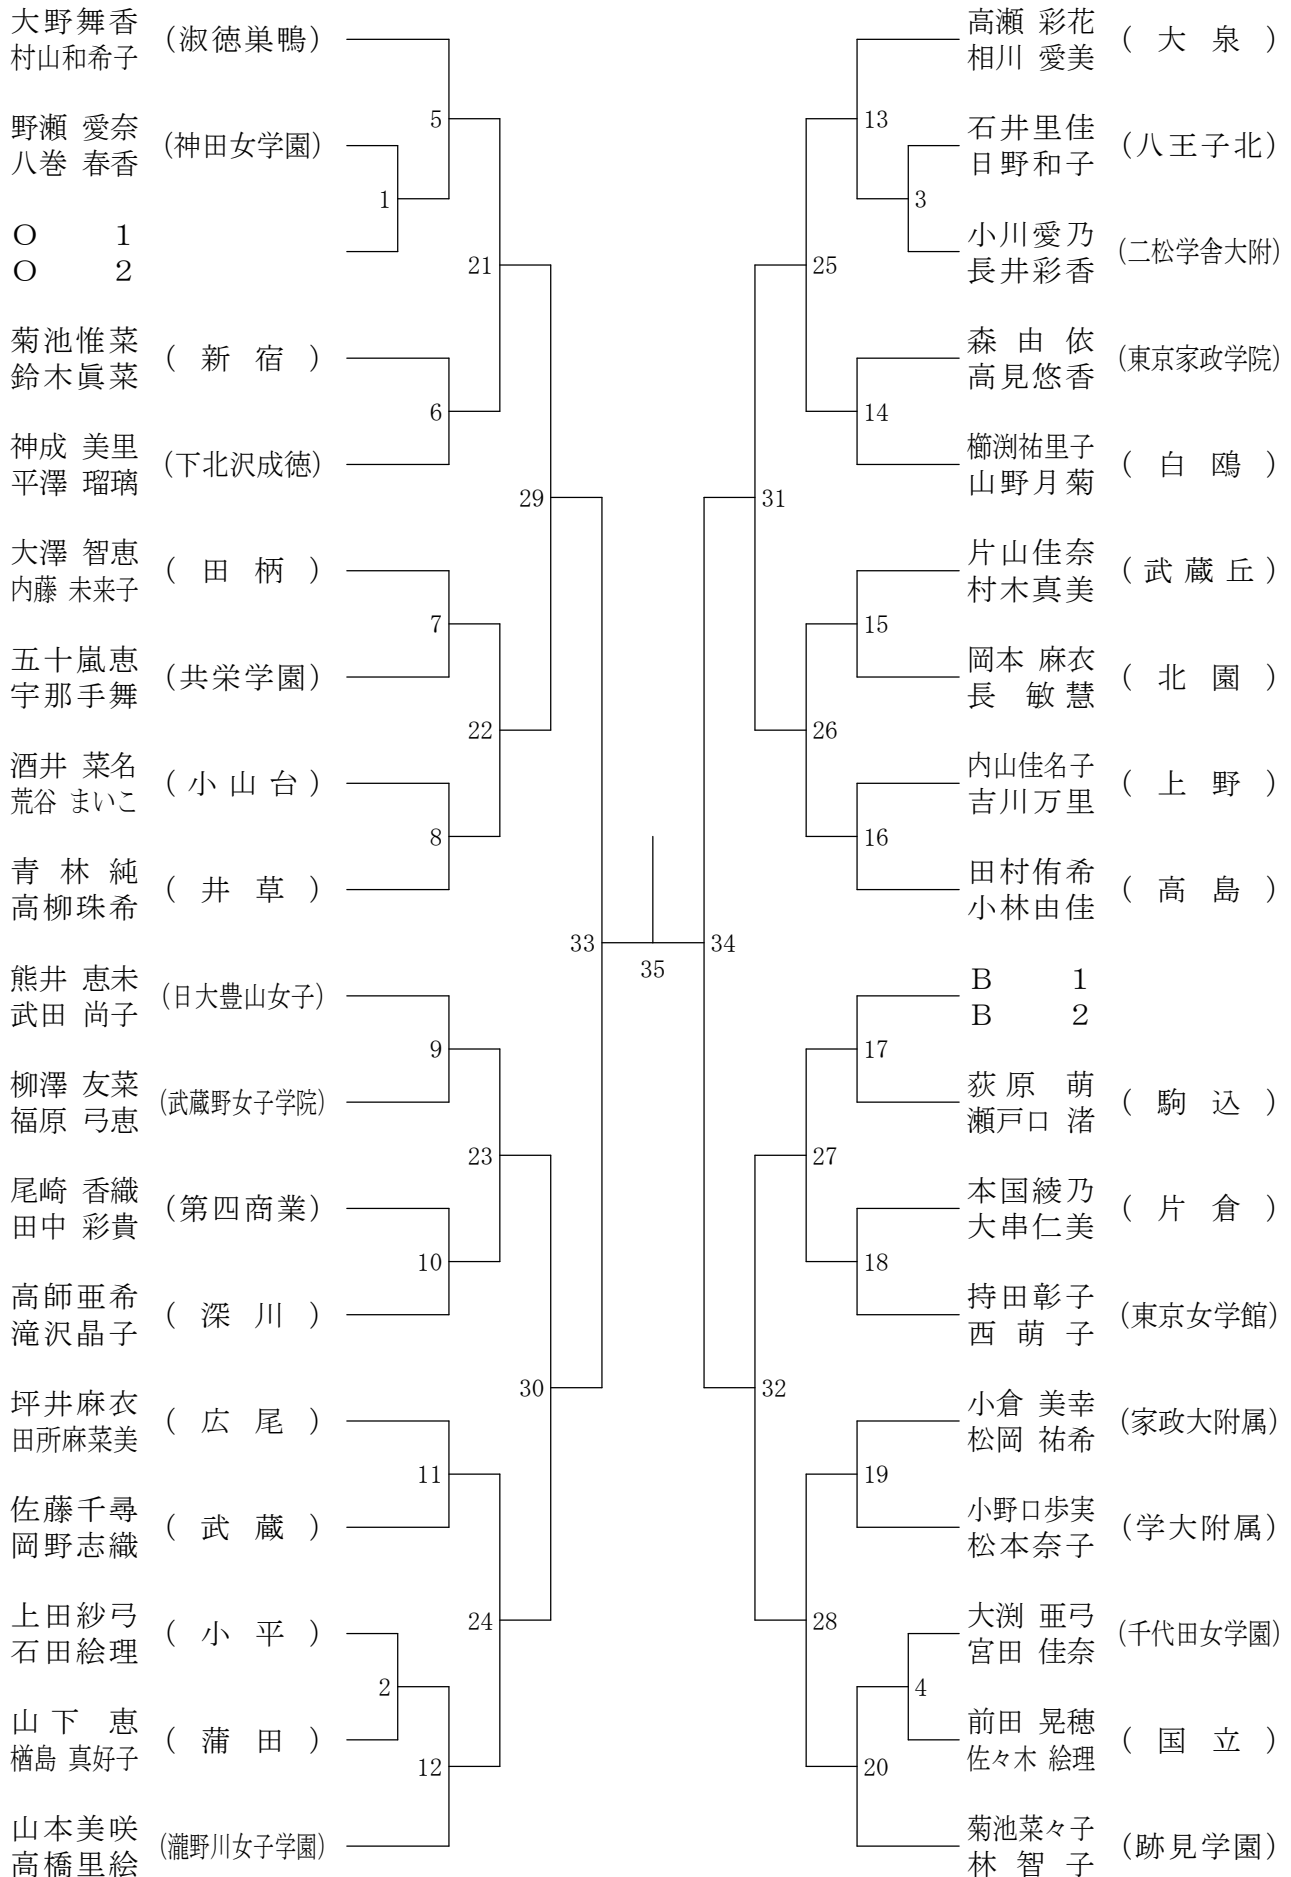 大野舞香
村山和希子
(淑徳巣鴨)
野瀬 愛奈
八巻 春香
(神田女学園)
O 1
O 2
菊池惟菜
鈴木眞菜
( 新 宿 )
神成 美里
平澤 瑠璃
(下北沢成徳)
大澤 智恵
内藤 未来子
( 田 柄 )
五十嵐恵
宇那手舞
(共栄学園)
酒井 菜名
荒谷 まいこ
( 小 山 台 )
青 林 純
高柳珠希
( 井 草 )
熊井 恵未
武田 尚子
(日大豊山女子)
柳澤 友菜
福原 弓恵
(武蔵野女子学院)
尾崎 香織
田中 彩貴
(第四商業)
高師亜希
滝沢晶子
( 深 川 )
坪井麻衣
田所麻菜美
( 広 尾 )
佐藤千尋
岡野志織
( 武 蔵 )
上田紗弓
石田絵理
( 小 平 )
山 下 恵
楢島 真好子
( 蒲 田 )
山本美咲
高橋里絵
(瀧野川女子学園)
1
2
5
6
7
8
9
10
11
12
21
22
23
24
29
30
33
35
34
31
32
25
26
27
28
13
14
15
16
17
18
19
20
3
4
高瀬 彩花
相川 愛美
( 大 泉 )
石井里佳
日野和子
(八王子北)
小川愛乃
長井彩香
(二松学舎大附)
森 由 依
高見悠香
(東京家政学院)
櫛渕祐里子
山野月菊
( 白 鴎 )
片山佳奈
村木真美
( 武 蔵 丘 )
岡本 麻衣
長 敏 慧
( 北 園 )
内山佳名子
吉川万里
( 上 野 )
田村侑希
小林由佳
( 高 島 )
B 1
B 2
荻原 萌
瀬戸口 渚
( 駒 込 )
本国綾乃
大串仁美
( 片 倉 )
持田彰子
西 萌 子
(東京女学館)
小倉 美幸
松岡 祐希
(家政大附属)
小野口歩実
松本奈子
(学大附属)
大渕 亜弓
宮田 佳奈
(千代田女学園)
前田 晃穂
佐々木 絵理
( 国 立 )
菊池菜々子
林 智 子
(跡見学園)